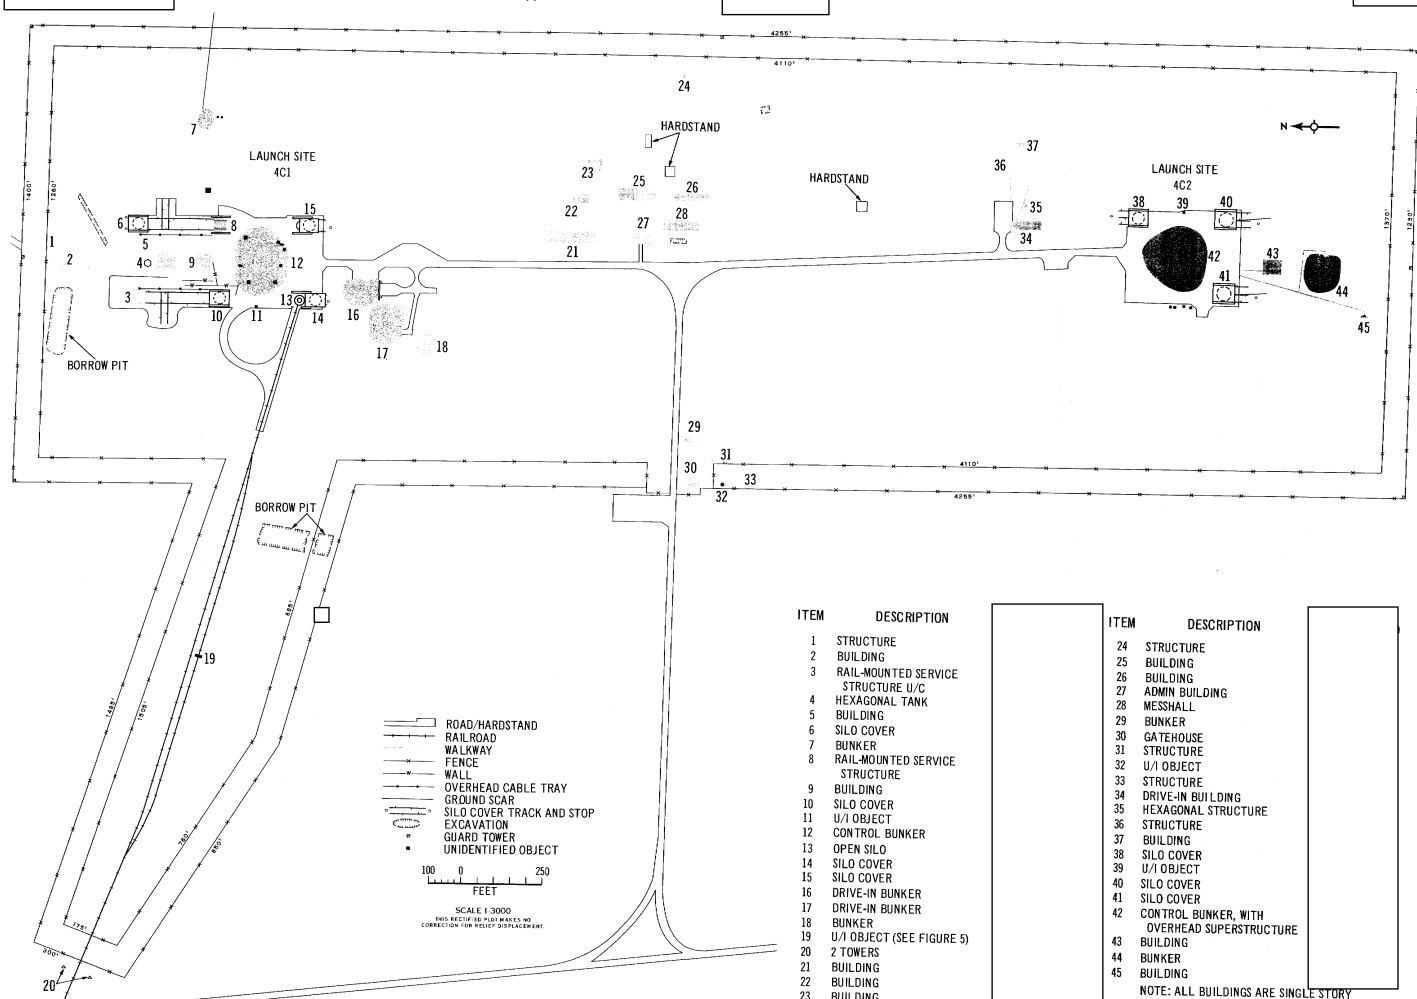 4255'
4110'
24
HARDSTAND
7
N
37
LAUNCH SITE
4C1
36
LAUNCH SITE
4C2
23
HARDSTAND
1400'
1260'
25
26
1370'
1230'
22
15
35
38
39
40
6
8
28
27
34
1
5
21
2
4
9
12
42
43
W
W
W
3
13
41
44
10
11
14
16
45
17
18
BORROW PIT
29
31
4110'
30
33
32
4255'
BORROW PIT
19
1485'
1505'
885'
760'
850'
175'
300'
20
ROAD/HARDSTAND
RAILROAD
WALKWAY
FENCE
WALL
OVERHEAD CABLE TRAY
GROUND SCAR
SILO COVER TRACK AND STOP
EXCAVATION
GUARD TOWER
UNIDENTIFIED OBJECT
100 0 250
FEET
SCALE 1:3000
THIS RECTIFIED PLOT MAKES NO
CORRECTION FOR RELIEF DISPLACEMENT.
ITEM DESCRIPTION
1 STRUCTURE
2 BUILDING
3 RAIL-MOUNTED SERVICE
STRUCTURE U/C
4 HEXAGONAL TANK
5 BUILDING
6 SILO COVER
7 BUNKER
8 RAIL-MOUNTED SERVICE
STRUCTURE
9 BUILDING
10 SILO COVER
11 U/I OBJECT
12 CONTROL BUNKER
13 OPEN SILO
14 SILO COVER
15 SILO COVER
16 DRIVE-IN BUNKER
17 DRIVE-IN BUNKER
18 BUNKER
19 U/I OBJECT (SEE FIGURE 5)
20 2 TOWERS
21 BUILDING
22 BUILDING
23 BUILDING
ITEM DESCRIPTION
24 STRUCTURE
25 BUILDING
26 BUILDING
27 ADMIN BUILDING
28 MESSHALL
29 BUNKER
30 GATEHOUSE
31 STRUCTURE
32 U/I OBJECT
33 STRUCTURE
34 DRIVE-IN BUILDING
35 HEXAGONAL STRUCTURE
36 STRUCTURE
37 BUILDING
38 SILO COVER
39 U/I OBJECT
40 SILO COVER
41 SILO COVER
42 CONTROL BUNKER, WITH
OVERHEAD SUPERSTRUCTURE
43 BUILDING
44 BUNKER
45 BUILDING
NOTE: ALL BUILDINGS ARE SINGLE STORY